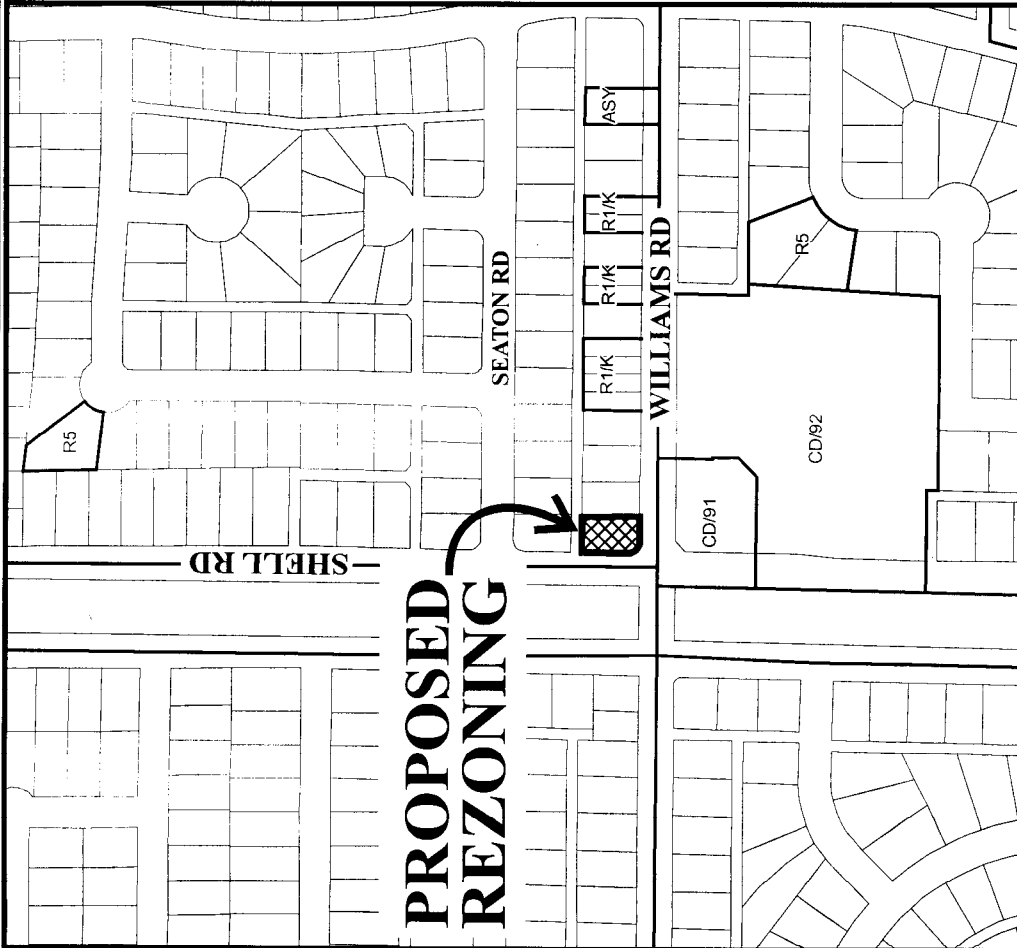 PROPOSED
REZONING
SHELL RD
SEATON RD
WILLIAMS RD
R5
ASY
R1/K
R1/K
R1/K
R5
CD/91
CD/92